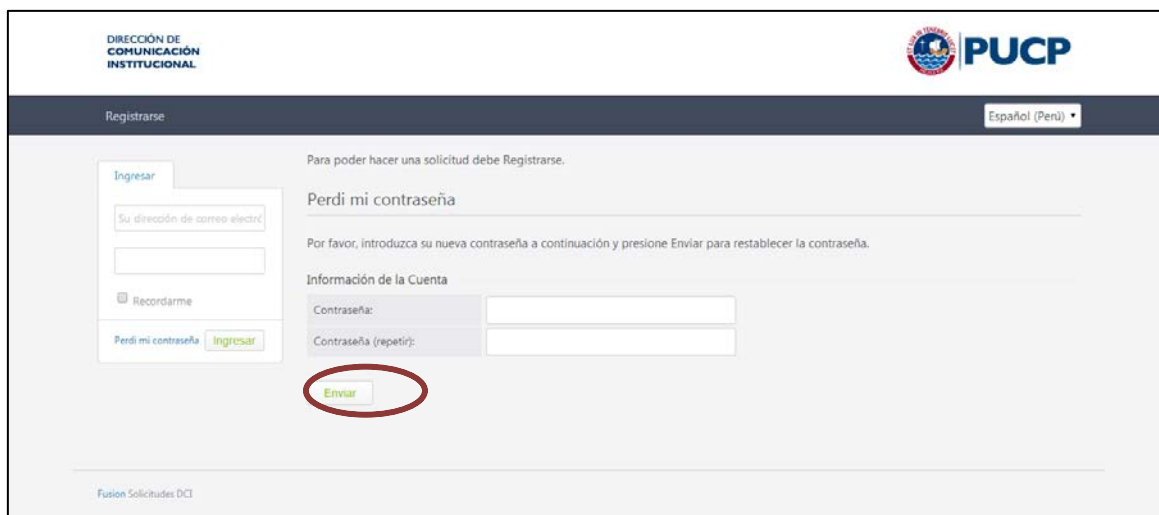 DIRECCIÓN DE
COMUNICACIÓN
INSTITUCIONAL
PUCP
Registrarse
Español (Perú)
Ingresar
Su dirección de correo electró
Recordarme
Perdi mi contraseña Ingresar
Para poder hacer una solicitud debe Registrarse.
Perdi mi contraseña
Por favor, introduzca su nueva contraseña a continuación y presione Enviar para restablecer la contraseña.
Información de la Cuenta
Contraseña:
Contraseña (repetir):
Enviar
Fusion Solicitudes DCI